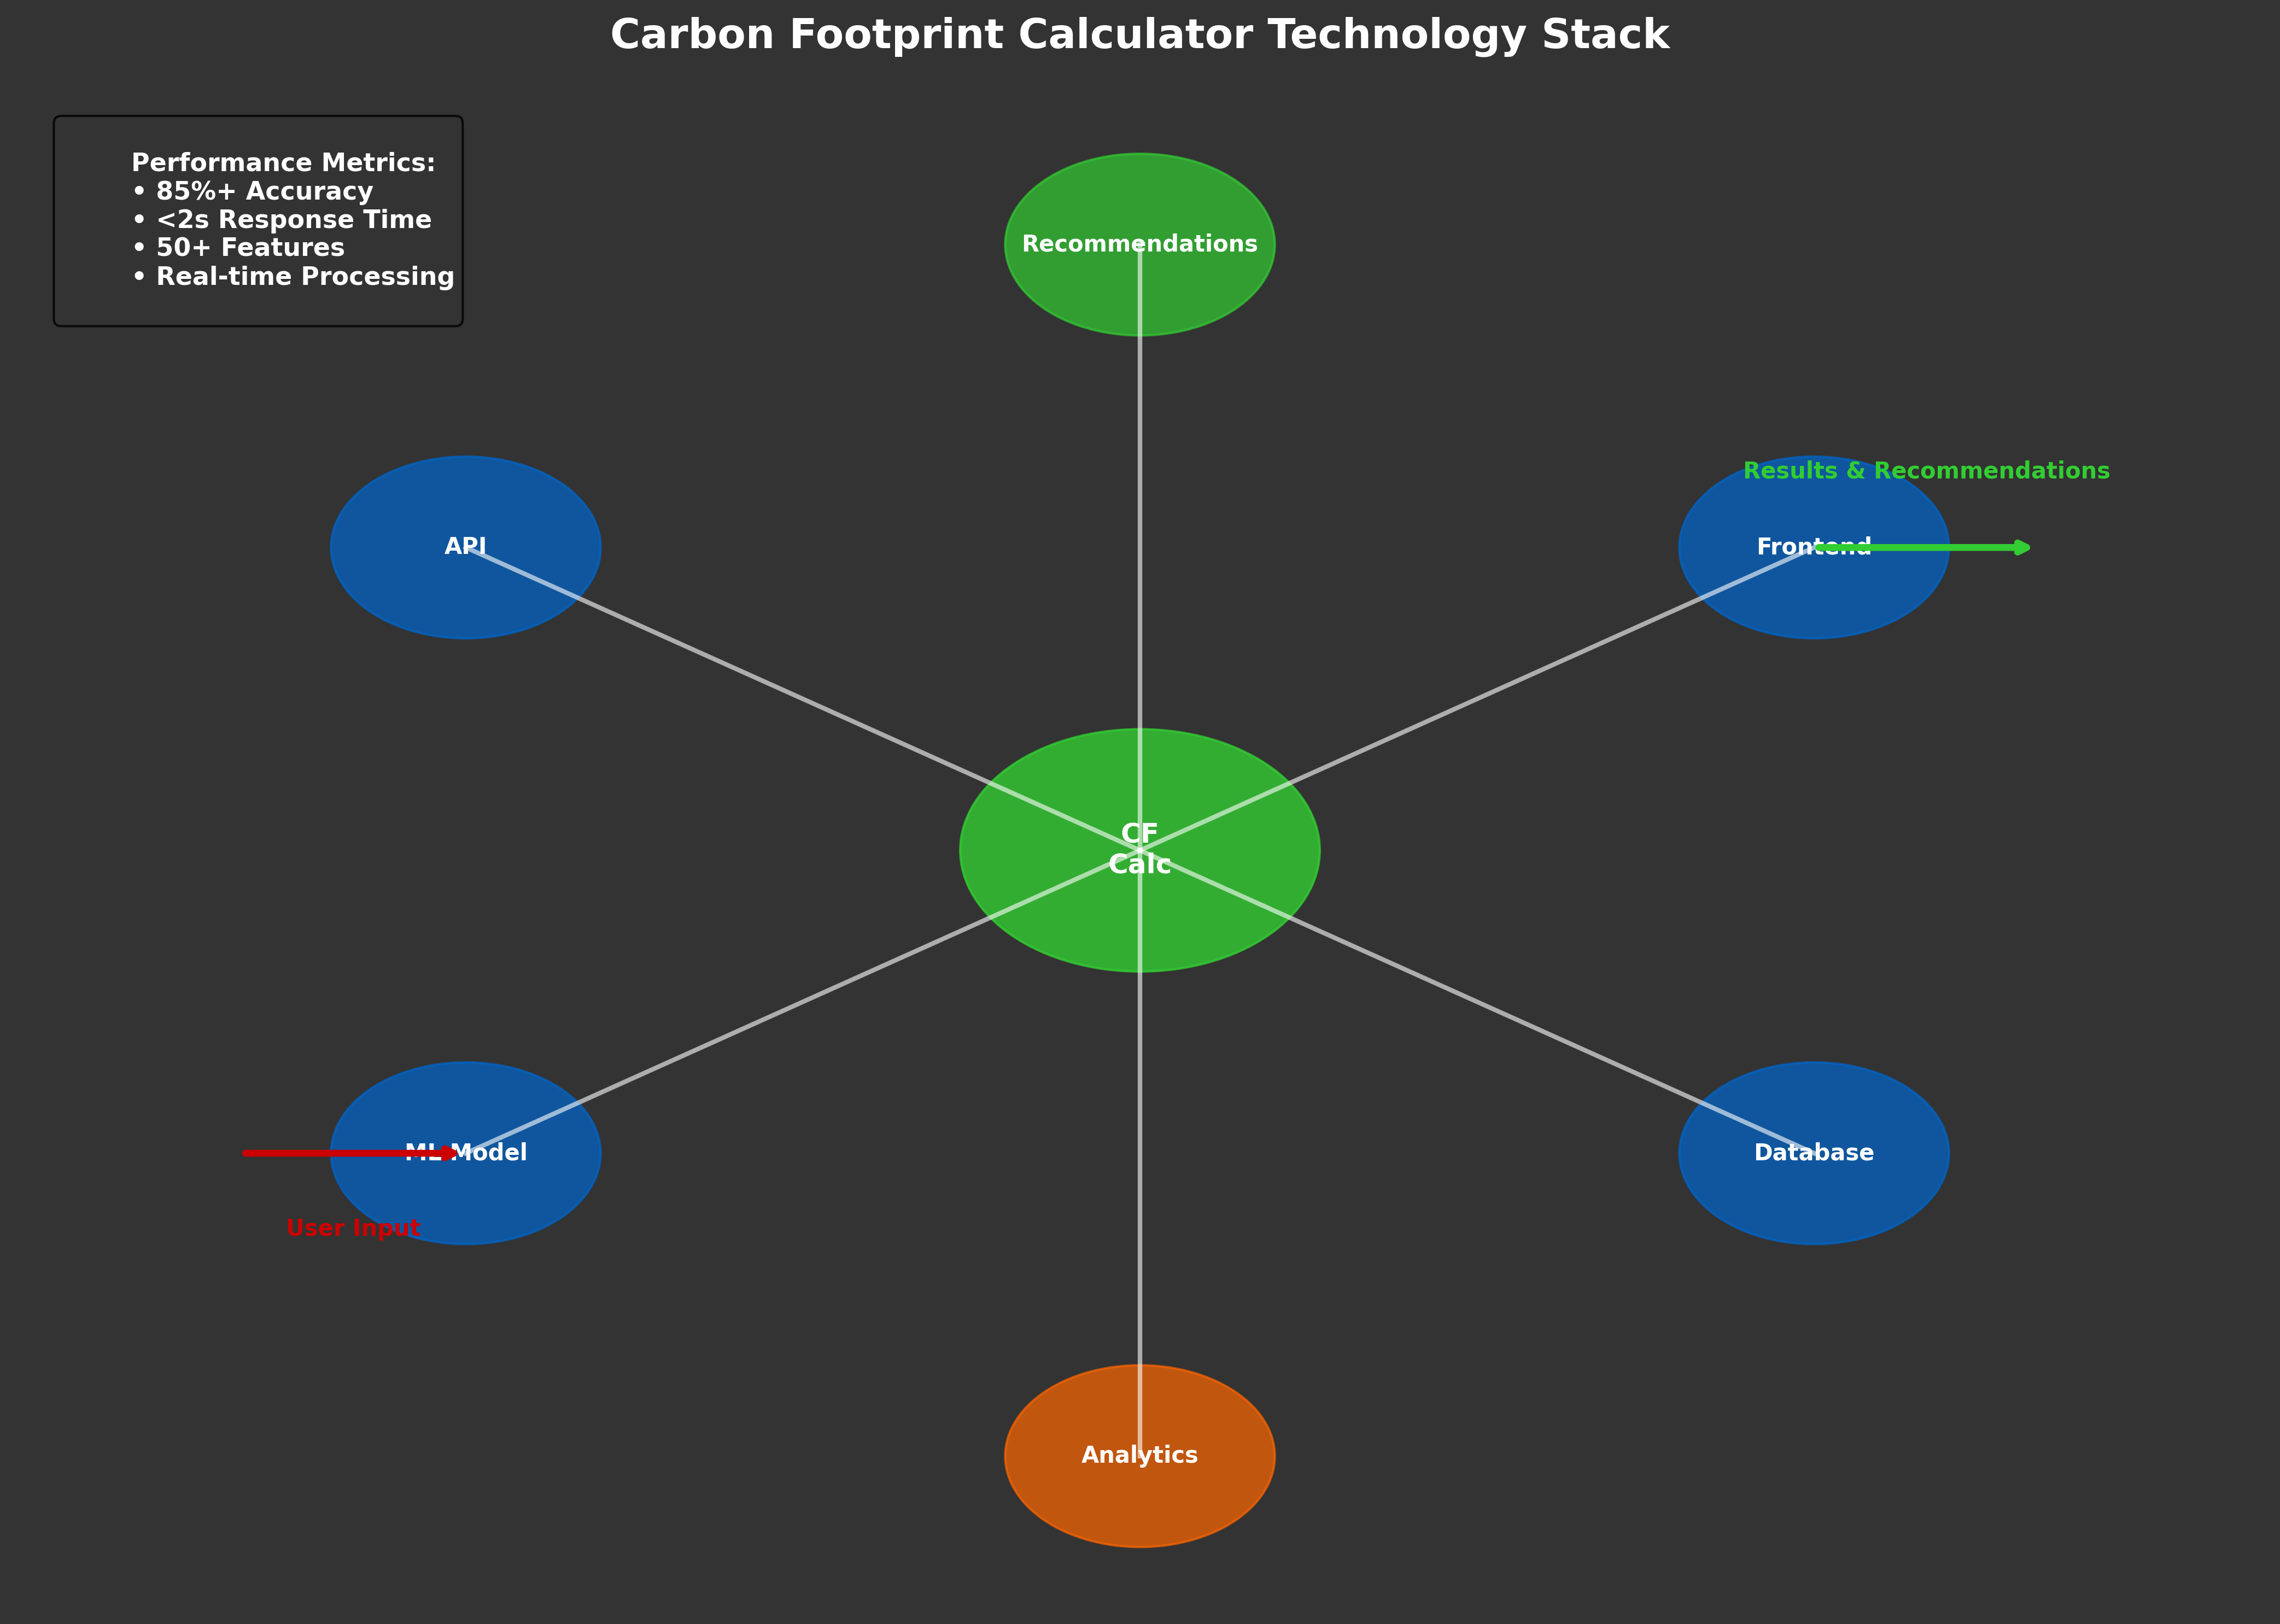 Carbon Footprint Calculator Technology Stack
Performance Metrics:
• 85%+ Accuracy
• <2s Response Time
• 50+ Features
• Real-time Processing
Recommendations
Results & Recommendations
API
Frontend
CF
Calc
ML Model
Database
User Input
Analytics